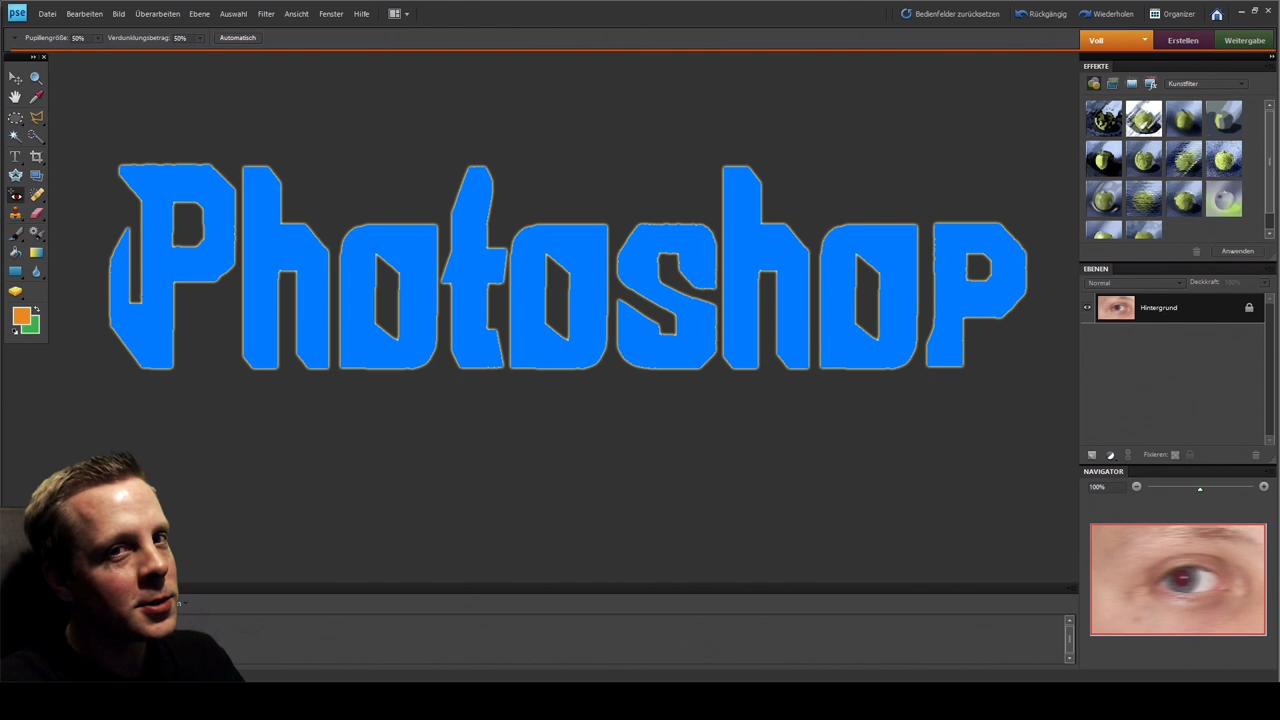 pse Datei Bearbeiten Bild Überarbeiten Ebene Auswahl Filter Ansicht Fenster Hilfe Bedienfelder zurücksetzen Rückgängig Wiederholen Organizer
Pupillengröße: 50% Verdunklungsbetrag: 50% Automatisch Voll Erstellen Weitergabe
EFFEKTE
Kunstfilter
Photoshop
Anwenden
EBENEN
Normal Deckkraft: 100%
Hintergrund
Fixieren:
NAVIGATOR
100%